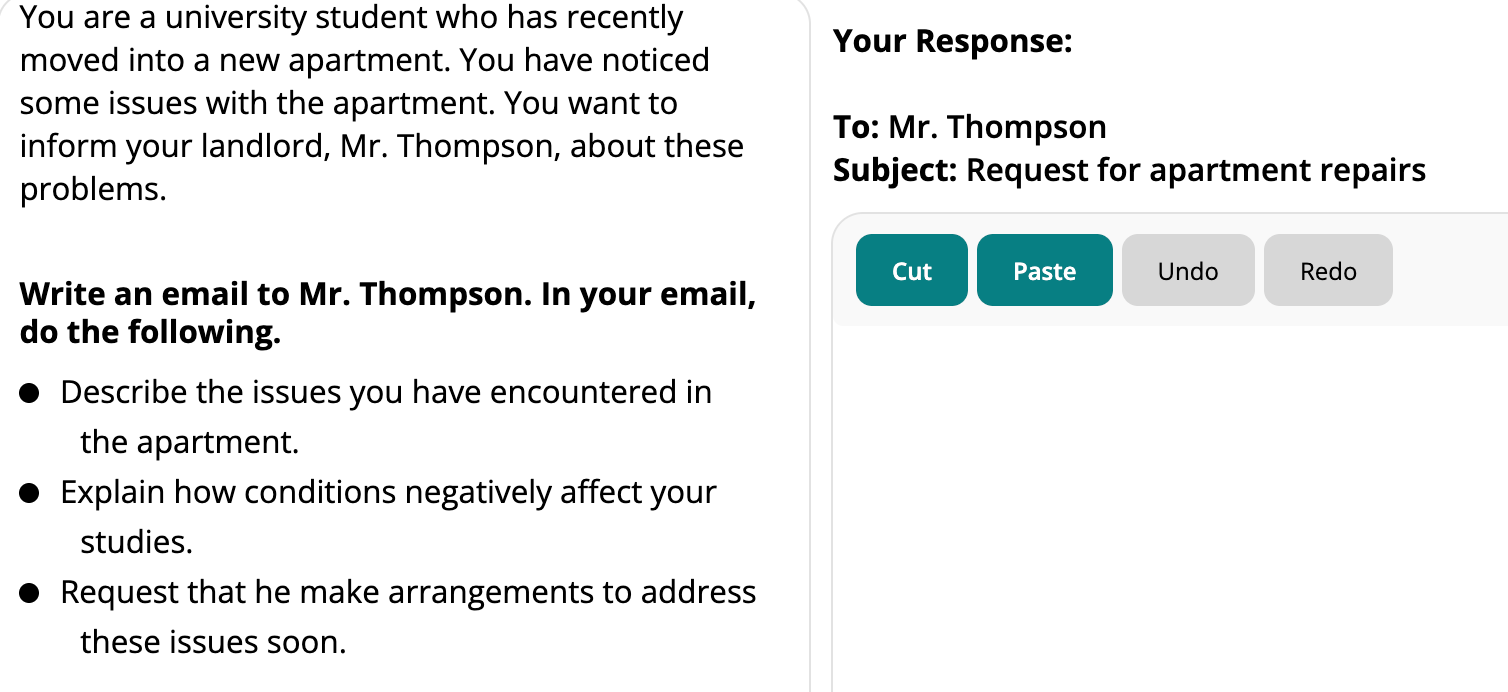 You are a university student who has recently
moved into a new apartment. You have noticed
some issues with the apartment. You want to
inform your landlord, Mr. Thompson, about these
problems.
Write an email to Mr. Thompson. In your email,
do the following.
● Describe the issues you have encountered in
the apartment.
● Explain how conditions negatively affect your
studies.
● Request that he make arrangements to address
these issues soon.
Your Response:
To: Mr. Thompson
Subject: Request for apartment repairs
Cut Paste Undo Redo